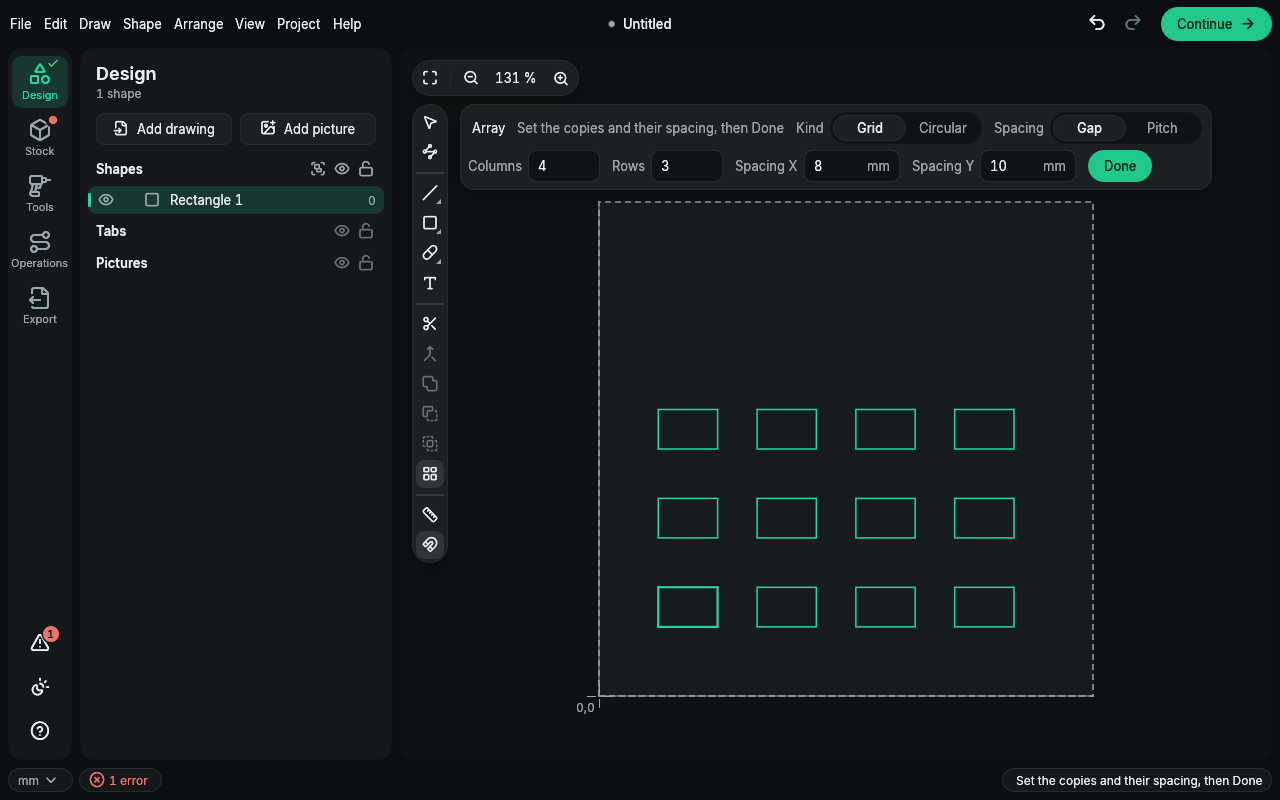 File Edit Draw Shape Arrange View Project Help
Untitled
Continue
Design
Stock
Tools
Operations
Export
1
Design
1 shape
Add drawing
Add picture
Shapes
Rectangle 1 0
Tabs
Pictures
131 %
Array Set the copies and their spacing, then Done Kind Grid Circular Spacing Gap Pitch
Columns 4 Rows 3 Spacing X 8 mm Spacing Y 10 mm Done
0,0
mm
1 error
Set the copies and their spacing, then Done